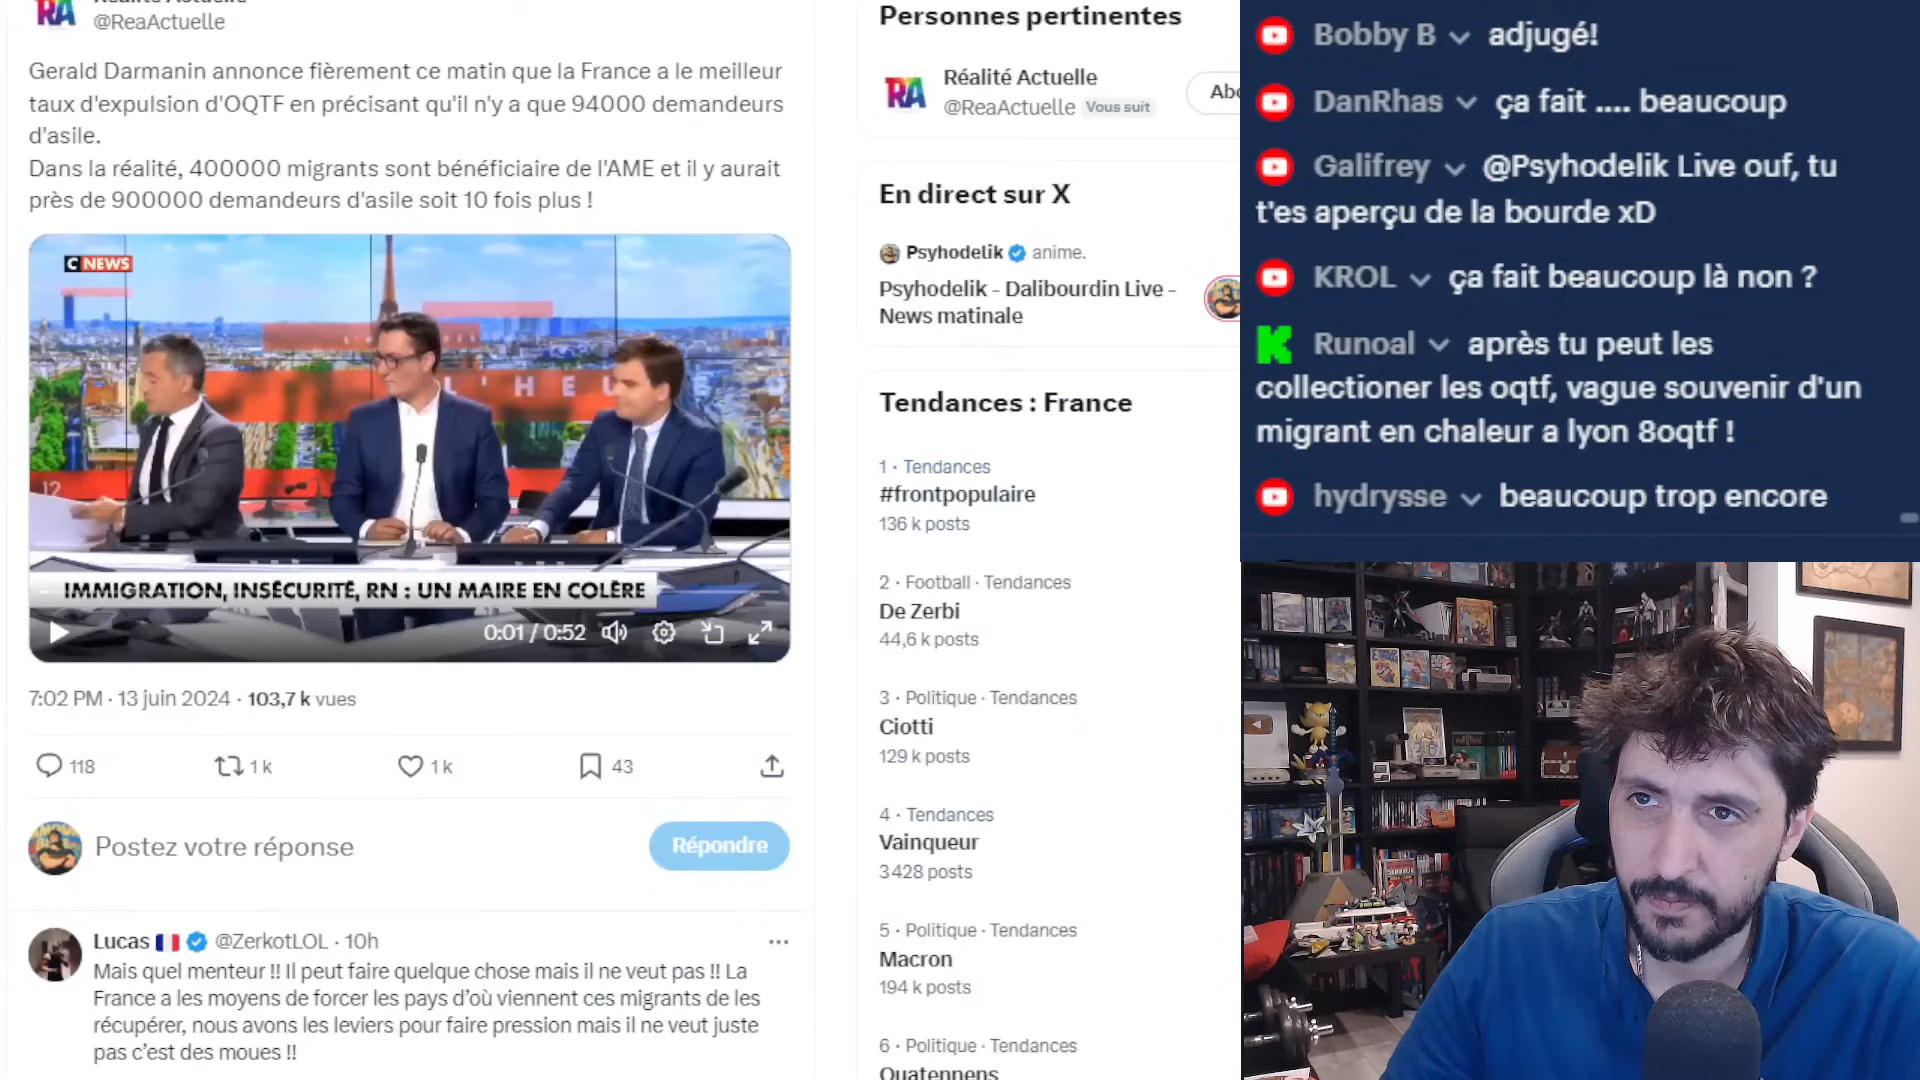 RA
@ReaActuelle
Gerald Darmanin annonce fièrement ce matin que la France a le meilleur
taux d'expulsion d'OQTF en précisant qu'il n'y a que 94000 demandeurs
d'asile.
Dans la réalité, 400000 migrants sont bénéficiaire de l'AME et il y aurait
près de 900000 demandeurs d'asile soit 10 fois plus !
CNEWS
L'HEU
12
IMMIGRATION, INSÉCURITÉ, RN : UN MAIRE EN COLÈRE
0:01 / 0:52
7:02 PM · 13 juin 2024 · 103,7 k vues
118
1 k
1 k
43
Postez votre réponse
Répondre
Lucas 🇫🇷 @ZerkotLOL · 10h
Mais quel menteur !! Il peut faire quelque chose mais il ne veut pas !! La
France a les moyens de forcer les pays d'où viennent ces migrants de les
récupérer, nous avons les leviers pour faire pression mais il ne veut juste
pas c'est des moues !!
Personnes pertinentes
RA
Réalité Actuelle
@ReaActuelle Vous suit
Abo
En direct sur X
Psyhodelik anime.
Psyhodelik - Dalibourdin Live -
News matinale
Tendances : France
1 · Tendances
#frontpopulaire
136 k posts
2 · Football · Tendances
De Zerbi
44,6 k posts
3 · Politique · Tendances
Ciotti
129 k posts
4 · Tendances
Vainqueur
3 428 posts
5 · Politique · Tendances
Macron
194 k posts
6 · Politique · Tendances
Quatennens
Bobby B adjugé!
DanRhas ça fait .... beaucoup
Galifrey @Psyhodelik Live ouf, tu
t'es aperçu de la bourde xD
KROL ça fait beaucoup là non ?
Runoal après tu peut les
collectioner les oqtf, vague souvenir d'un
migrant en chaleur a lyon 8oqtf !
hydrysse beaucoup trop encore